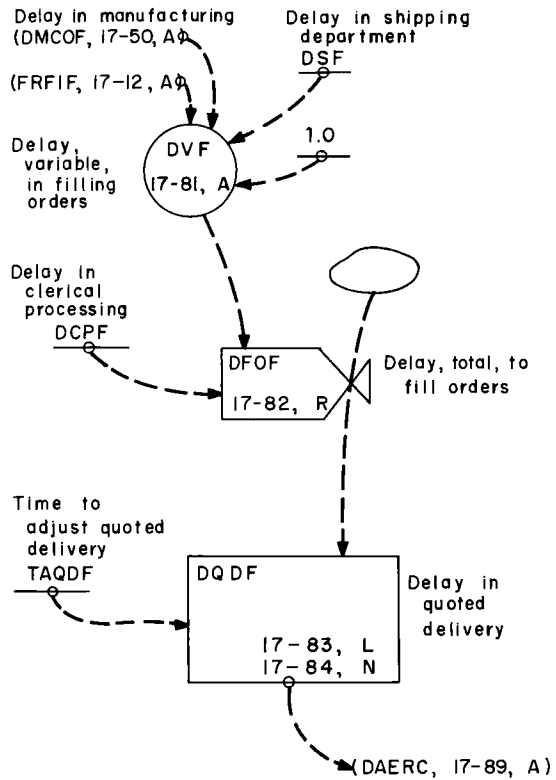 Delay in manufacturing
(DMCOF, 17-50, A)
(FRFIF, 17-12, A)
Delay in shipping
department
DSF
1.0
Delay,
variable,
in filling
orders
DVF
17-81, A
Delay in
clerical
processing
DCPF
DFOF
17-82, R
Delay, total, to
fill orders
Time to
adjust quoted
delivery
TAQDF
DQDF
17-83, L
17-84, N
Delay in
quoted
delivery
(DAERC, 17-89, A)